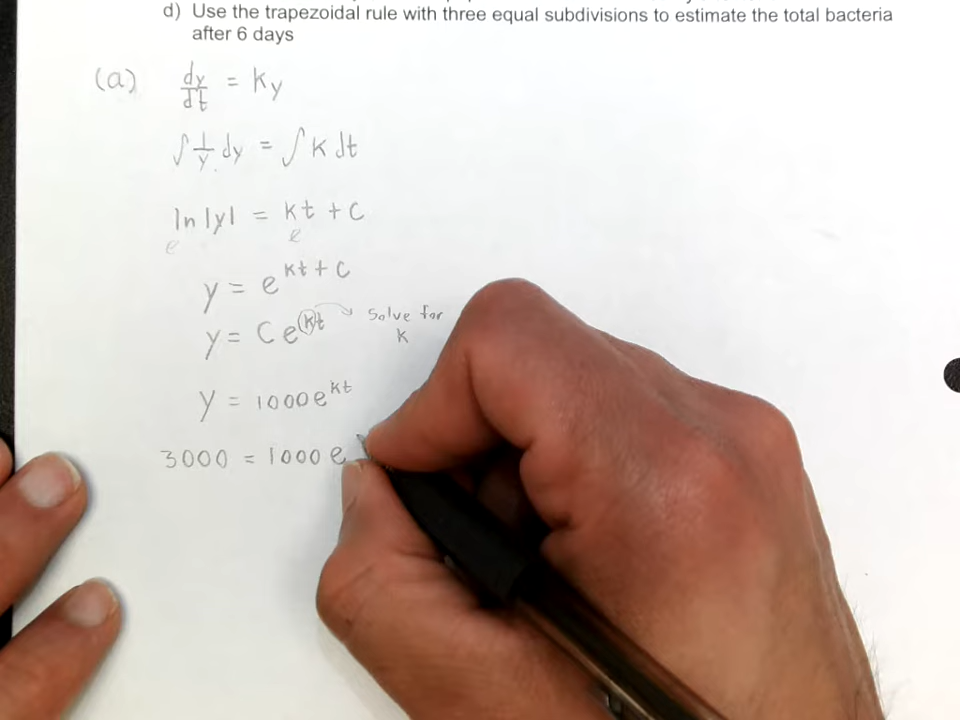 d) Use the trapezoidal rule with three equal subdivisions to estimate the total bacteria
after 6 days
(a) dy/dt = ky
∫ 1/y dy = ∫ k dt
ln|y| = kt + C
e e
y = e^(kt + C)
y = Ce^(kt) → Solve for
k
y = 1000e^(kt)
3000 = 1000 e